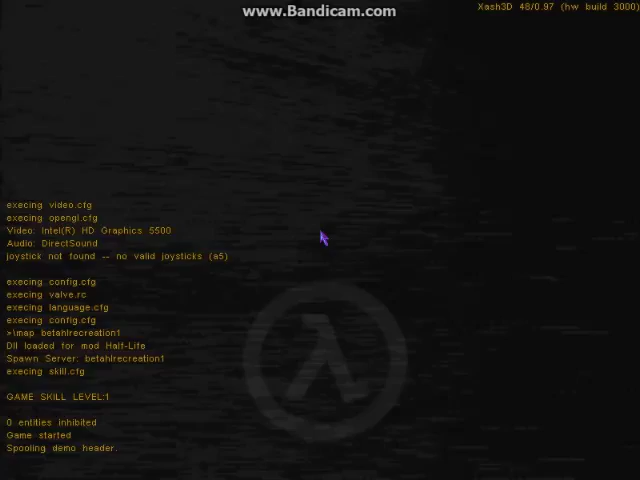 www.Bandicam.com
Xash3D 48/0.97 (hw build 3000)
execing video.cfg
execing opengl.cfg
Video: Intel(R) HD Graphics 5500
Audio: DirectSound
joystick not found -- no valid joysticks (a5)
execing config.cfg
execing valve.rc
execing language.cfg
execing config.cfg
>\map betahlrecreation1
Dll loaded for mod Half-Life
Spawn Server: betahlrecreation1
execing skill.cfg
GAME SKILL LEVEL:1
0 entities inhibited
Game started
Spooling demo header.